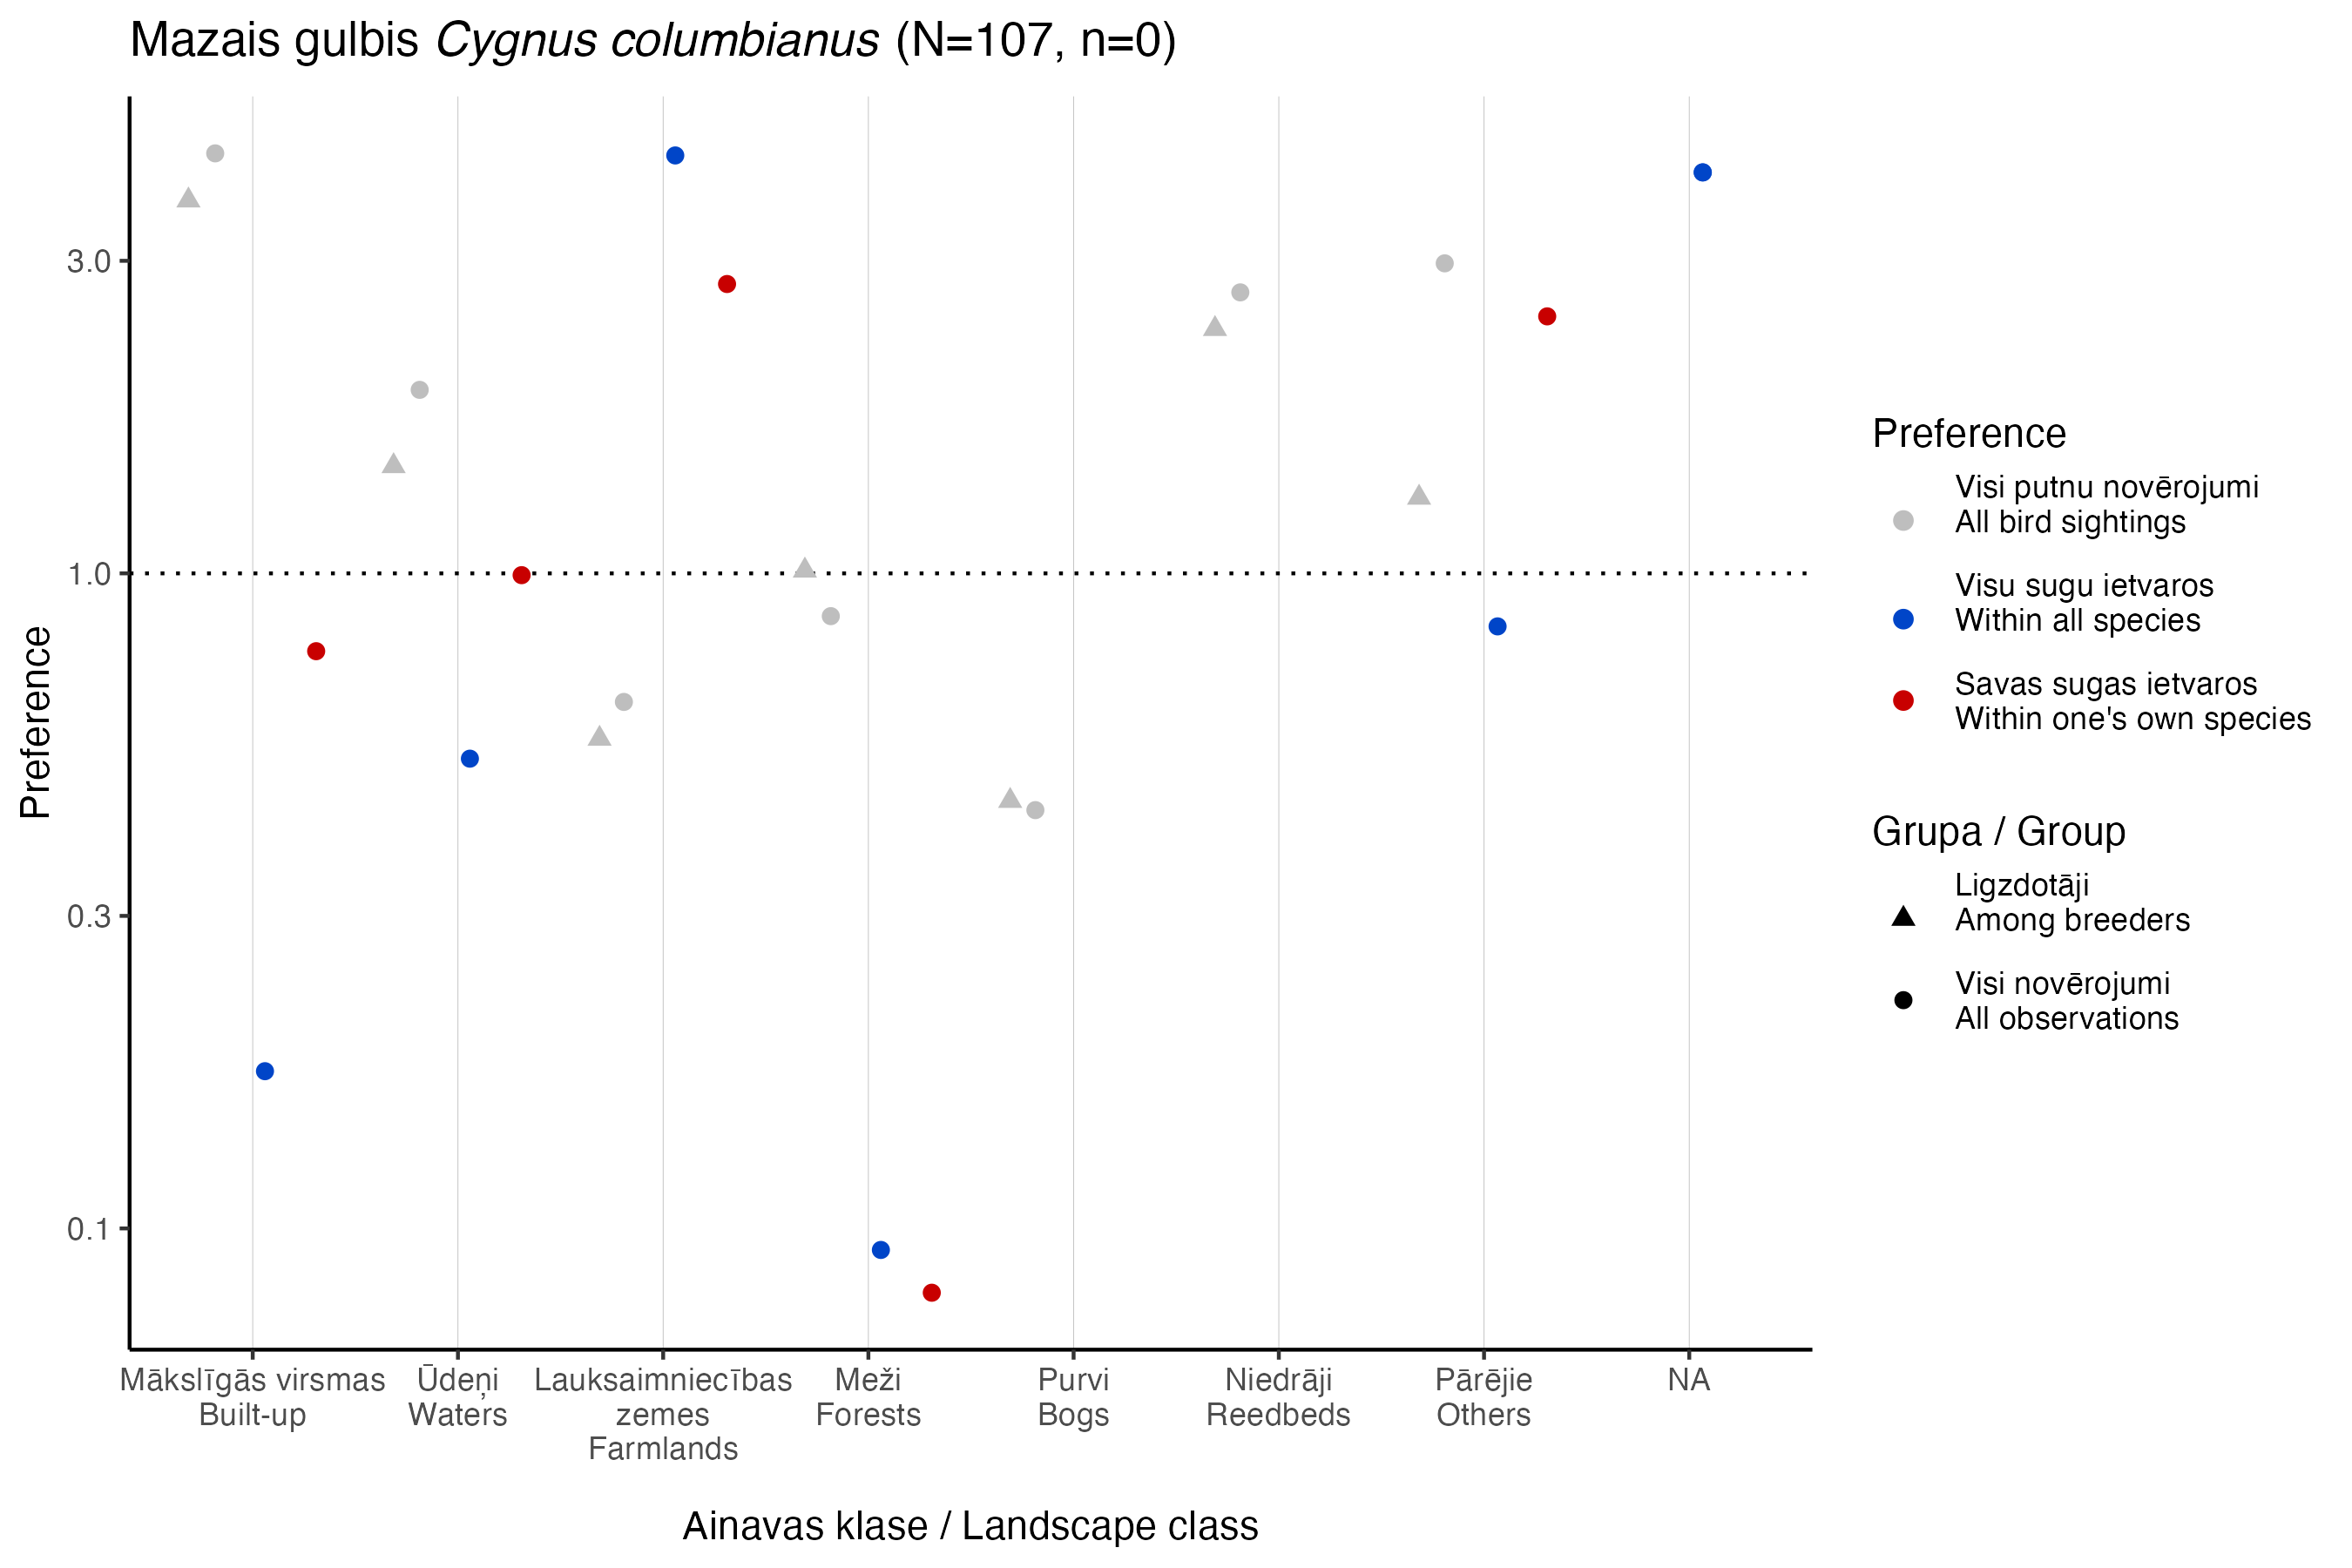 Mazais gulbis Cygnus columbianus (N=107, n=0)
3.0
1.0
0.3
0.1
Preference
Mākslīgās virsmas
Built-up
Ūdeņi
Waters
Lauksaimniecības
zemes
Farmlands
Meži
Forests
Purvi
Bogs
Niedrāji
Reedbeds
Pārējie
Others
NA
Ainavas klase / Landscape class
Preference
Visi putnu novērojumi
All bird sightings
Visu sugu ietvaros
Within all species
Savas sugas ietvaros
Within one's own species
Grupa / Group
Ligzdotāji
Among breeders
Visi novērojumi
All observations